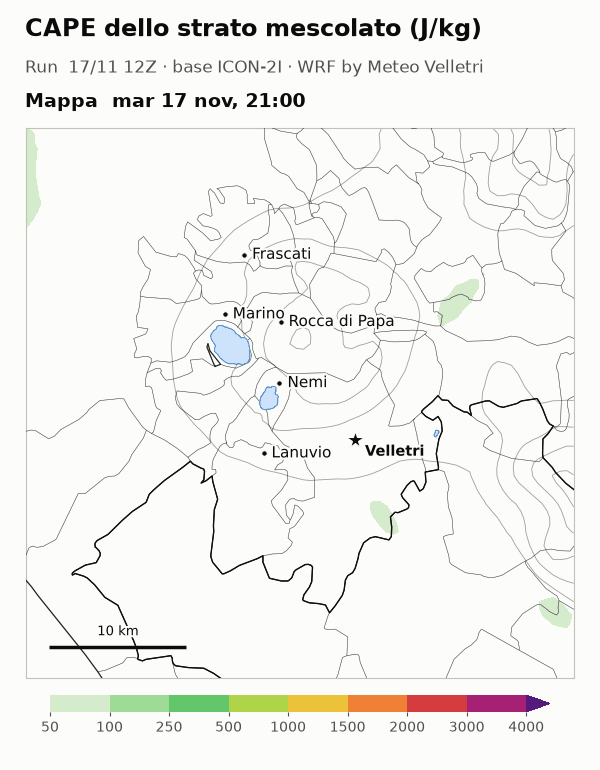 CAPE dello strato mescolato (J/kg)
Run  17/11 12Z · base ICON-2I · WRF by Meteo Velletri
Mappa  mar 17 nov, 21:00
Frascati
Marino
Rocca di Papa
Nemi
Velletri
Lanuvio
10 km
50 100 250 500 1000 1500 2000 3000 4000